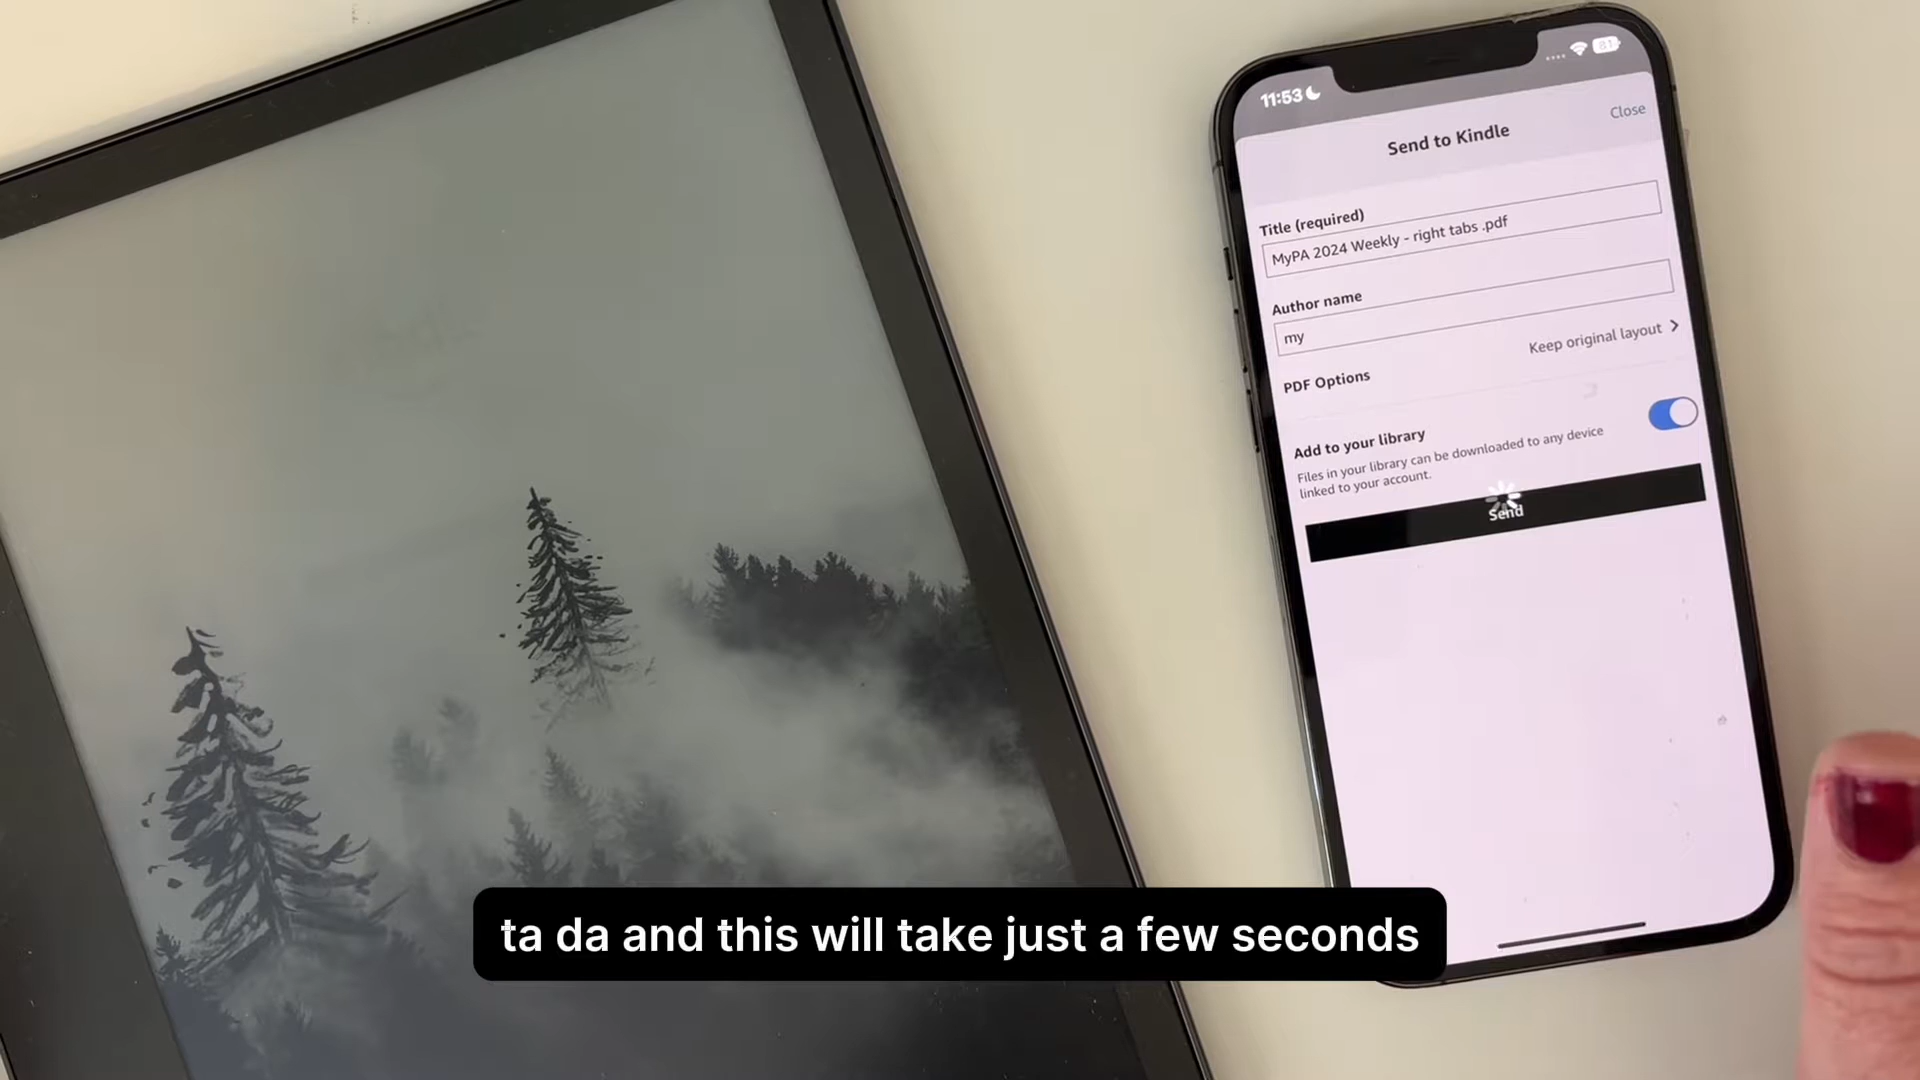 11:53
81
Close
Send to Kindle
Title (required)
MyPA 2024 Weekly - right tabs .pdf
Author name
my
Keep original layout
PDF Options
Add to your library
Files in your library can be downloaded to any device
linked to your account.
Send
ta da and this will take just a few seconds